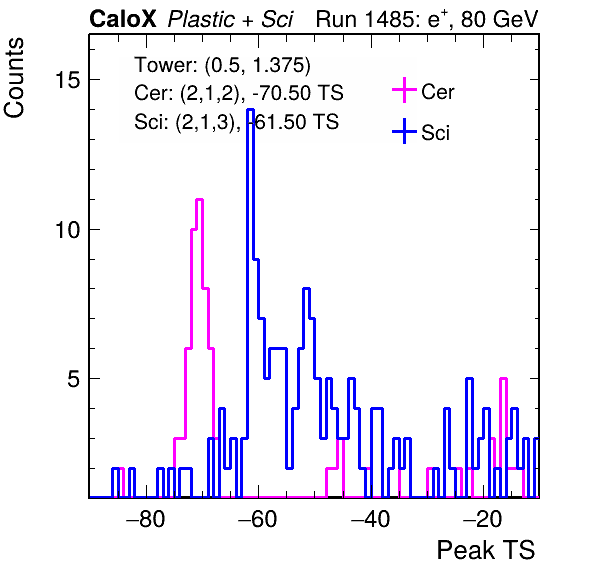 CaloX Plastic + Sci Run 1485: e⁺, 80 GeV
Counts
Tower: (0.5, 1.375)
Cer: (2,1,2), -70.50 TS
Sci: (2,1,3), -61.50 TS
Cer
Sci
15
10
5
−80 −60 −40 −20
Peak TS